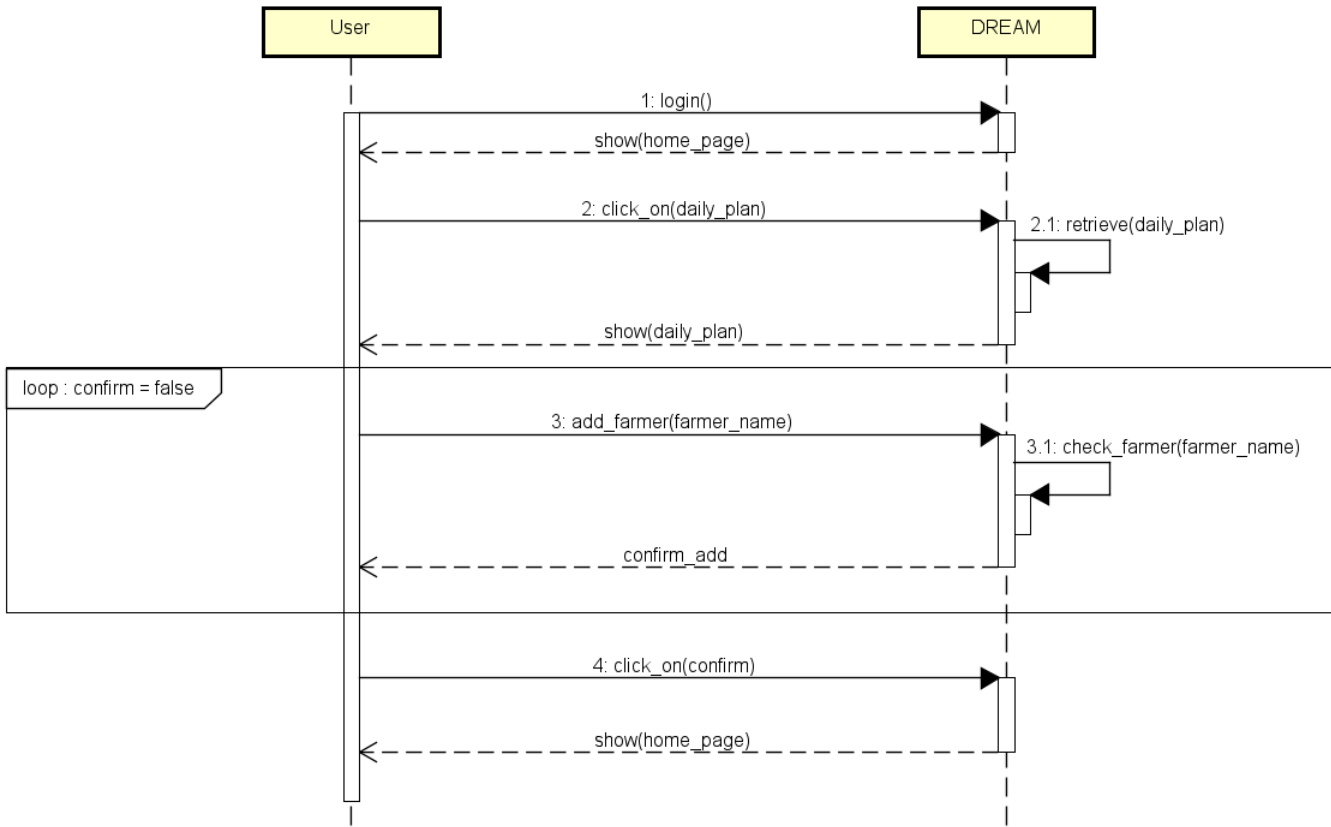 User
DREAM
1: login()
show(home_page)
2: click_on(daily_plan)
2.1: retrieve(daily_plan)
show(daily_plan)
loop : confirm = false
3: add_farmer(farmer_name)
3.1: check_farmer(farmer_name)
confirm_add
4: click_on(confirm)
show(home_page)